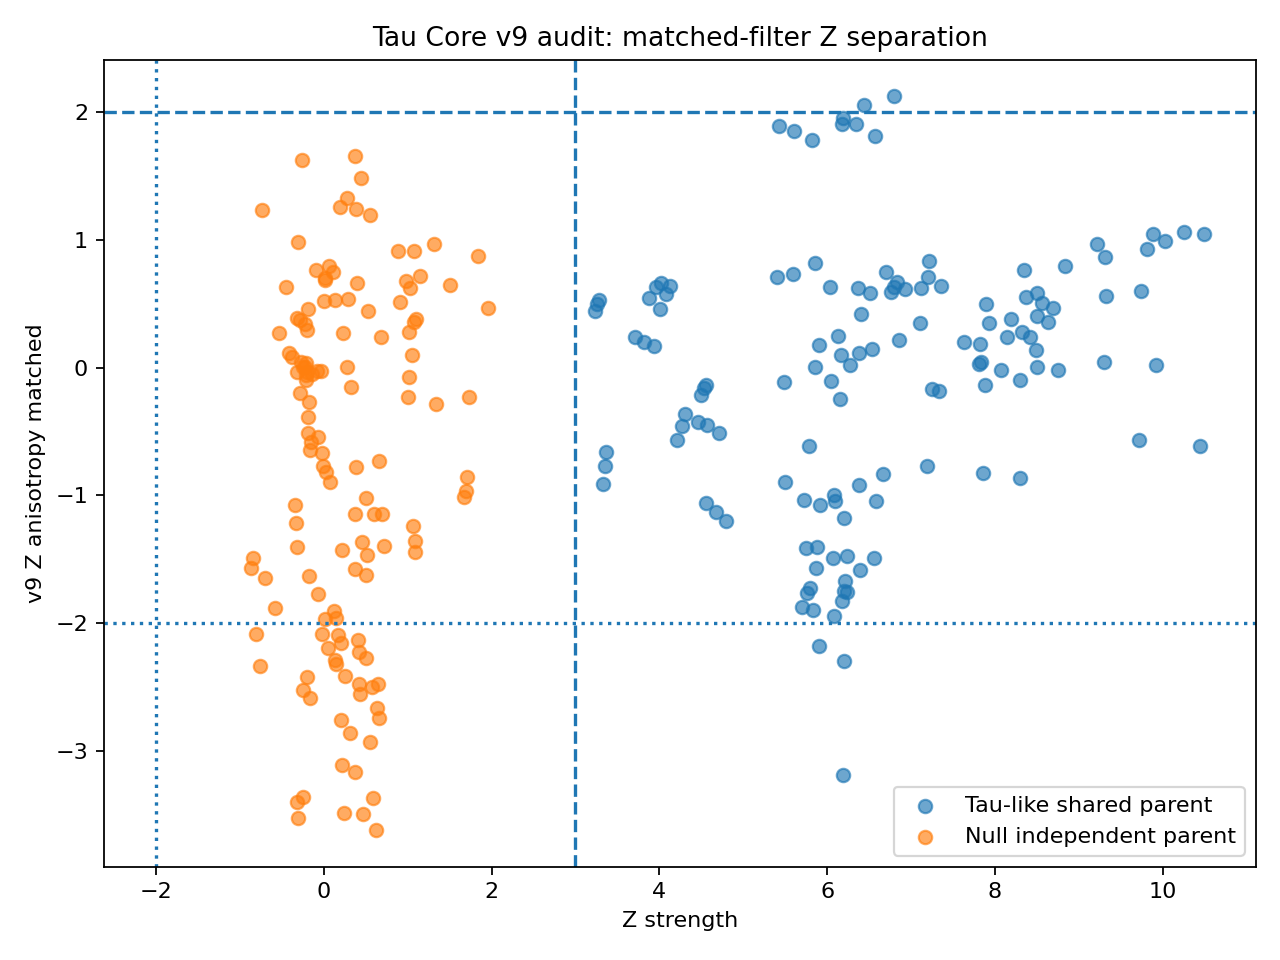 Tau Core v9 audit: matched-filter Z separation
v9 Z anisotropy matched
2
1
0
−1
−2
−3
Tau-like shared parent
Null independent parent
−2 0 2 4 6 8 10
Z strength